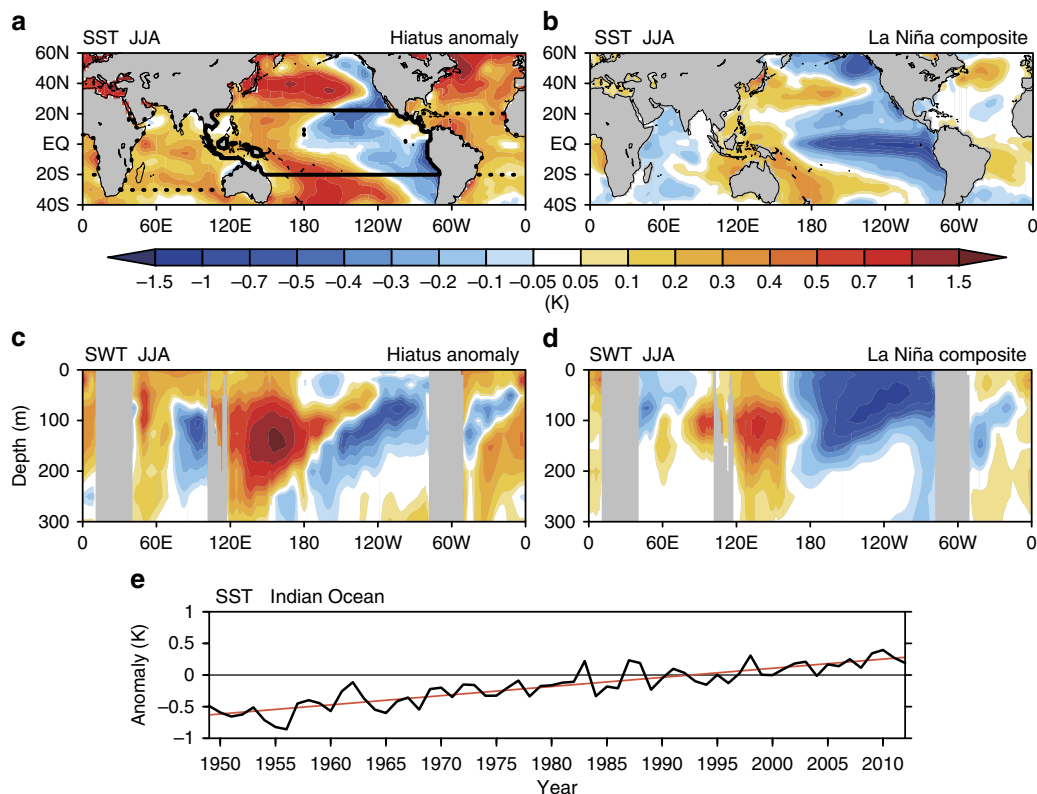 a
b
SST JJA Hiatus anomaly
SST JJA La Niña composite
60N
40N
20N
EQ
20S
40S
0 60E 120E 180 120W 60W 0
60N
40N
20N
EQ
20S
40S
0 60E 120E 180 120W 60W 0
−1.5 −1 −0.7 −0.5 −0.4 −0.3 −0.2 −0.1 −0.05 0.05 0.1 0.2 0.3 0.4 0.5 0.7 1 1.5
(K)
c
d
SWT JJA Hiatus anomaly
SWT JJA La Niña composite
Depth (m)
0
100
200
300
0 60E 120E 180 120W 60W 0
0
100
200
300
0 60E 120E 180 120W 60W 0
e
SST Indian Ocean
Anomaly (K)
1
0.5
0
−0.5
−1
1950 1955 1960 1965 1970 1975 1980 1985 1990 1995 2000 2005 2010
Year